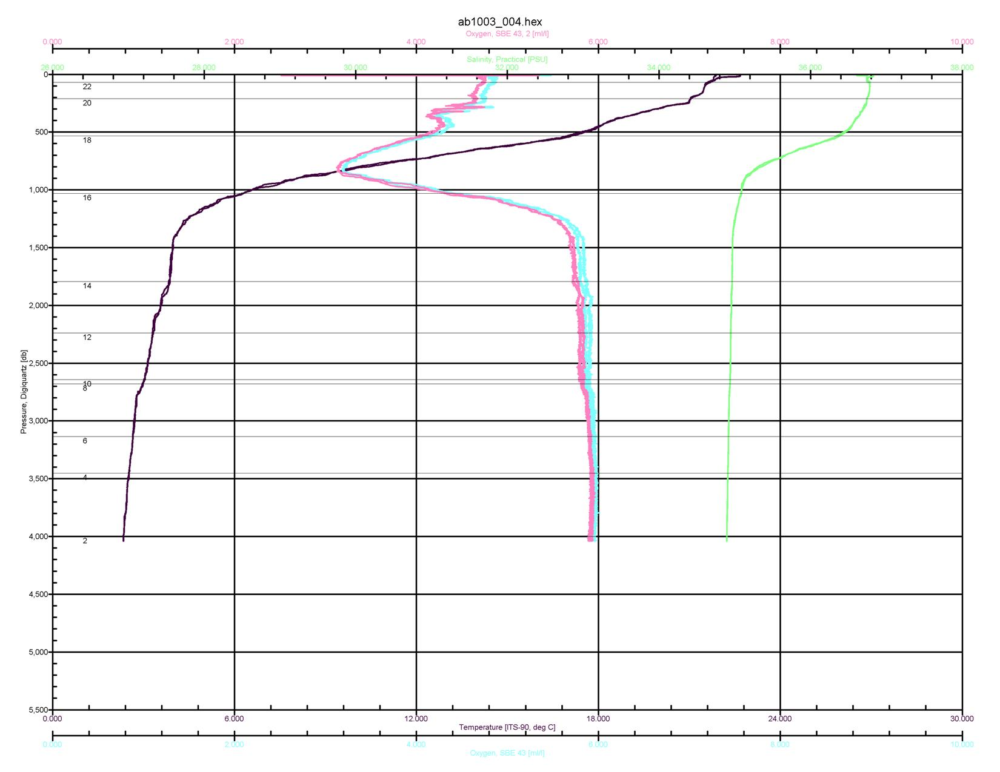 ab1003_004.hex
Oxygen, SBE 43, 2 [ml/l]
0.000 2.000 4.000 6.000 8.000 10.000
Salinity, Practical [PSU]
26.000 28.000 30.000 32.000 34.000 36.000 38.000
0
22
20
500
18
1,000
16
1,500
14
2,000
12
2,500
10
8
Pressure, Digiquartz [db]
3,000
6
3,500
4
4,000
2
4,500
5,000
5,500
0.000 6.000 12.000 18.000 24.000 30.000
Temperature [ITS-90, deg C]
0.000 2.000 4.000 6.000 8.000 10.000
Oxygen, SBE 43 [ml/l]